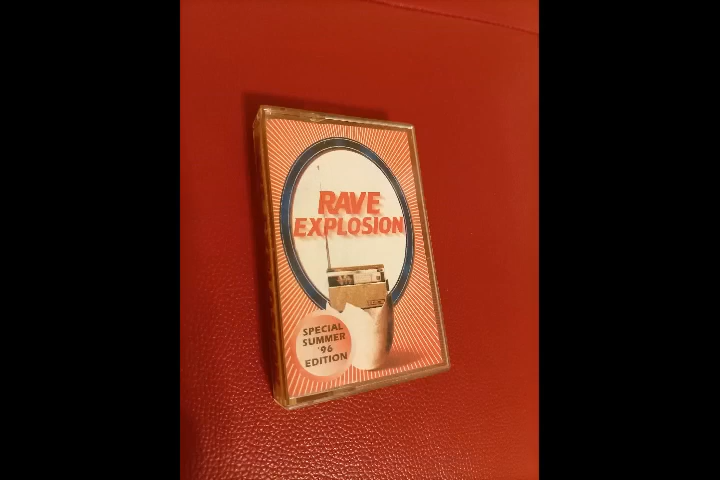 RAVE
EXPLOSION
SPECIAL
SUMMER
'96
EDITION